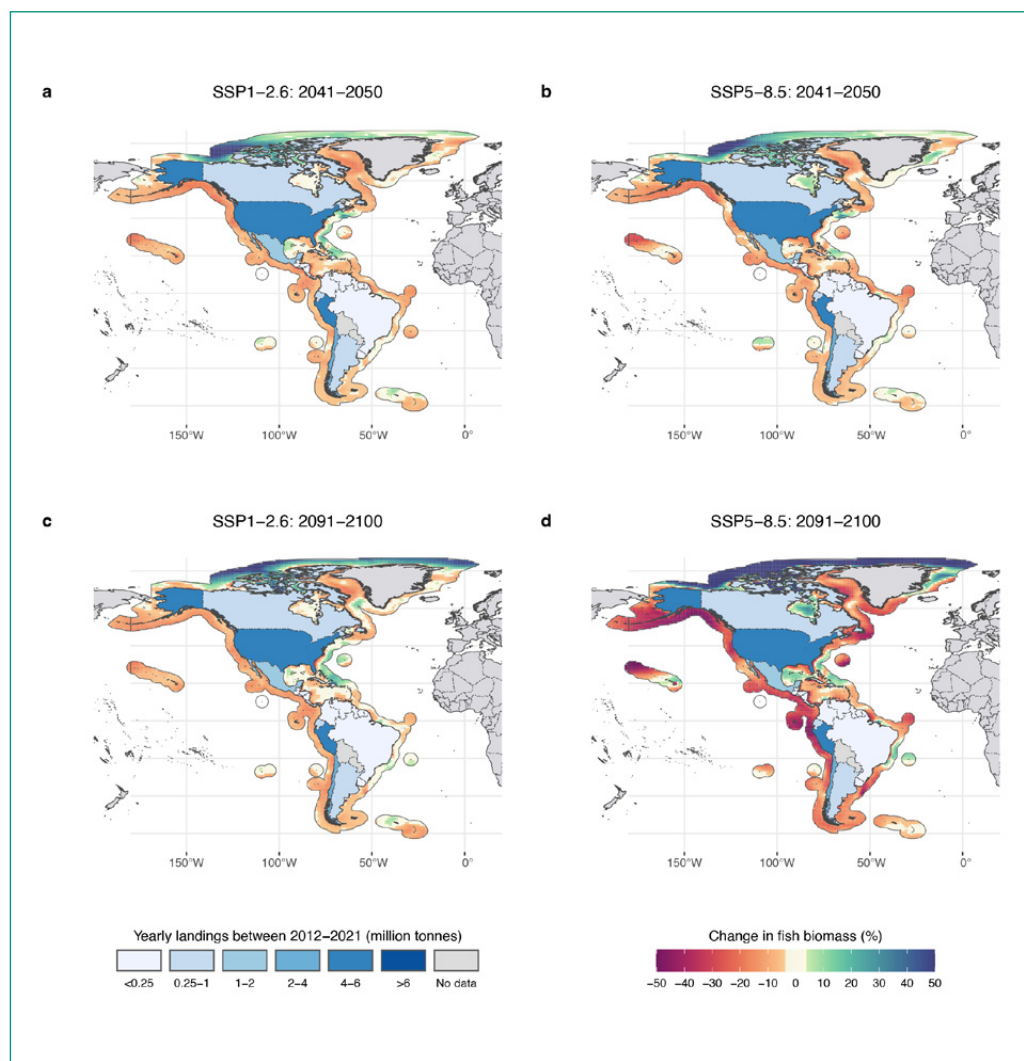 a
SSP1–2.6: 2041–2050
b
SSP5–8.5: 2041–2050
150°W 100°W 50°W 0°
150°W 100°W 50°W 0°
c
SSP1–2.6: 2091–2100
d
SSP5–8.5: 2091–2100
150°W 100°W 50°W 0°
150°W 100°W 50°W 0°
Yearly landings between 2012–2021 (million tonnes)
<0.25 0.25–1 1–2 2–4 4–6 >6 No data
Change in fish biomass (%)
−50 −40 −30 −20 −10 0 10 20 30 40 50